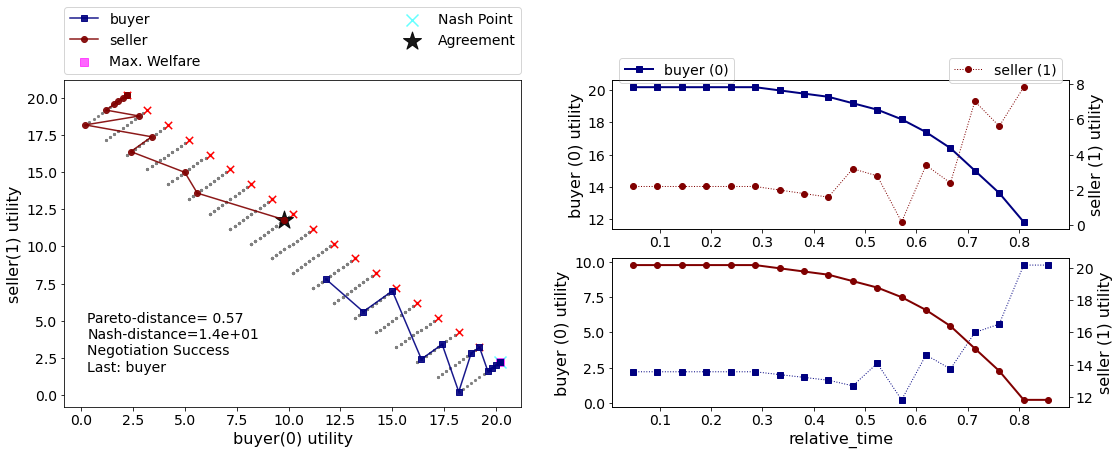 buyer
seller
Max. Welfare
Nash Point
Agreement
20.0
17.5
15.0
12.5
10.0
7.5
5.0
2.5
0.0
seller(1) utility
Pareto-distance= 0.57
Nash-distance=1.4e+01
Negotiation Success
Last: buyer
0.0 2.5 5.0 7.5 10.0 12.5 15.0 17.5 20.0
buyer(0) utility
buyer (0)
seller (1)
20
18
16
14
12
buyer (0) utility
8
6
4
2
0
seller (1) utility
0.1 0.2 0.3 0.4 0.5 0.6 0.7 0.8
10.0
7.5
5.0
2.5
0.0
buyer (0) utility
20
18
16
14
12
seller (1) utility
0.1 0.2 0.3 0.4 0.5 0.6 0.7 0.8
relative_time